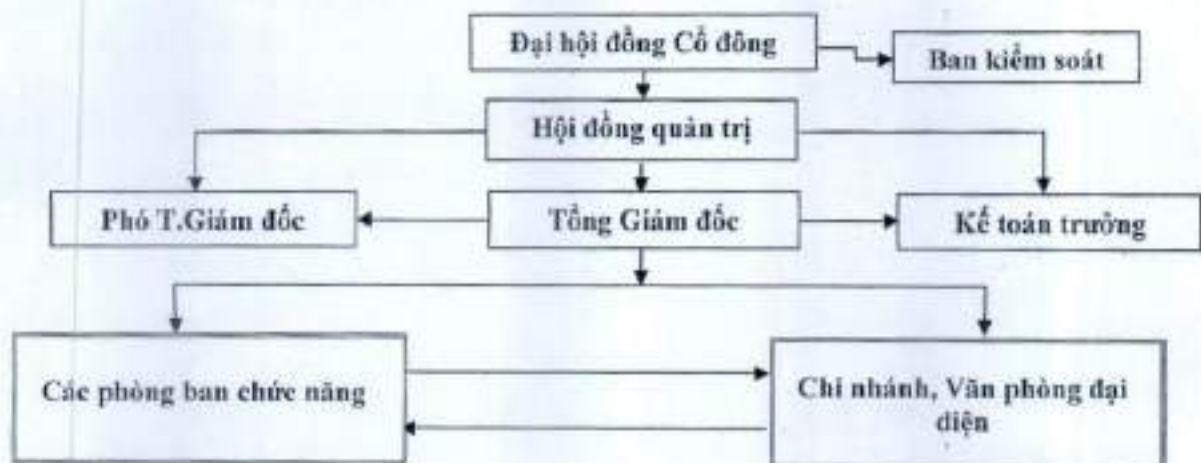 Đại hội đồng Cổ đông
Ban kiểm soát
Hội đồng quản trị
Phó T.Giám đốc
Tổng Giám đốc
Kế toán trưởng
Các phòng ban chức năng
Chi nhánh, Văn phòng đại
diện